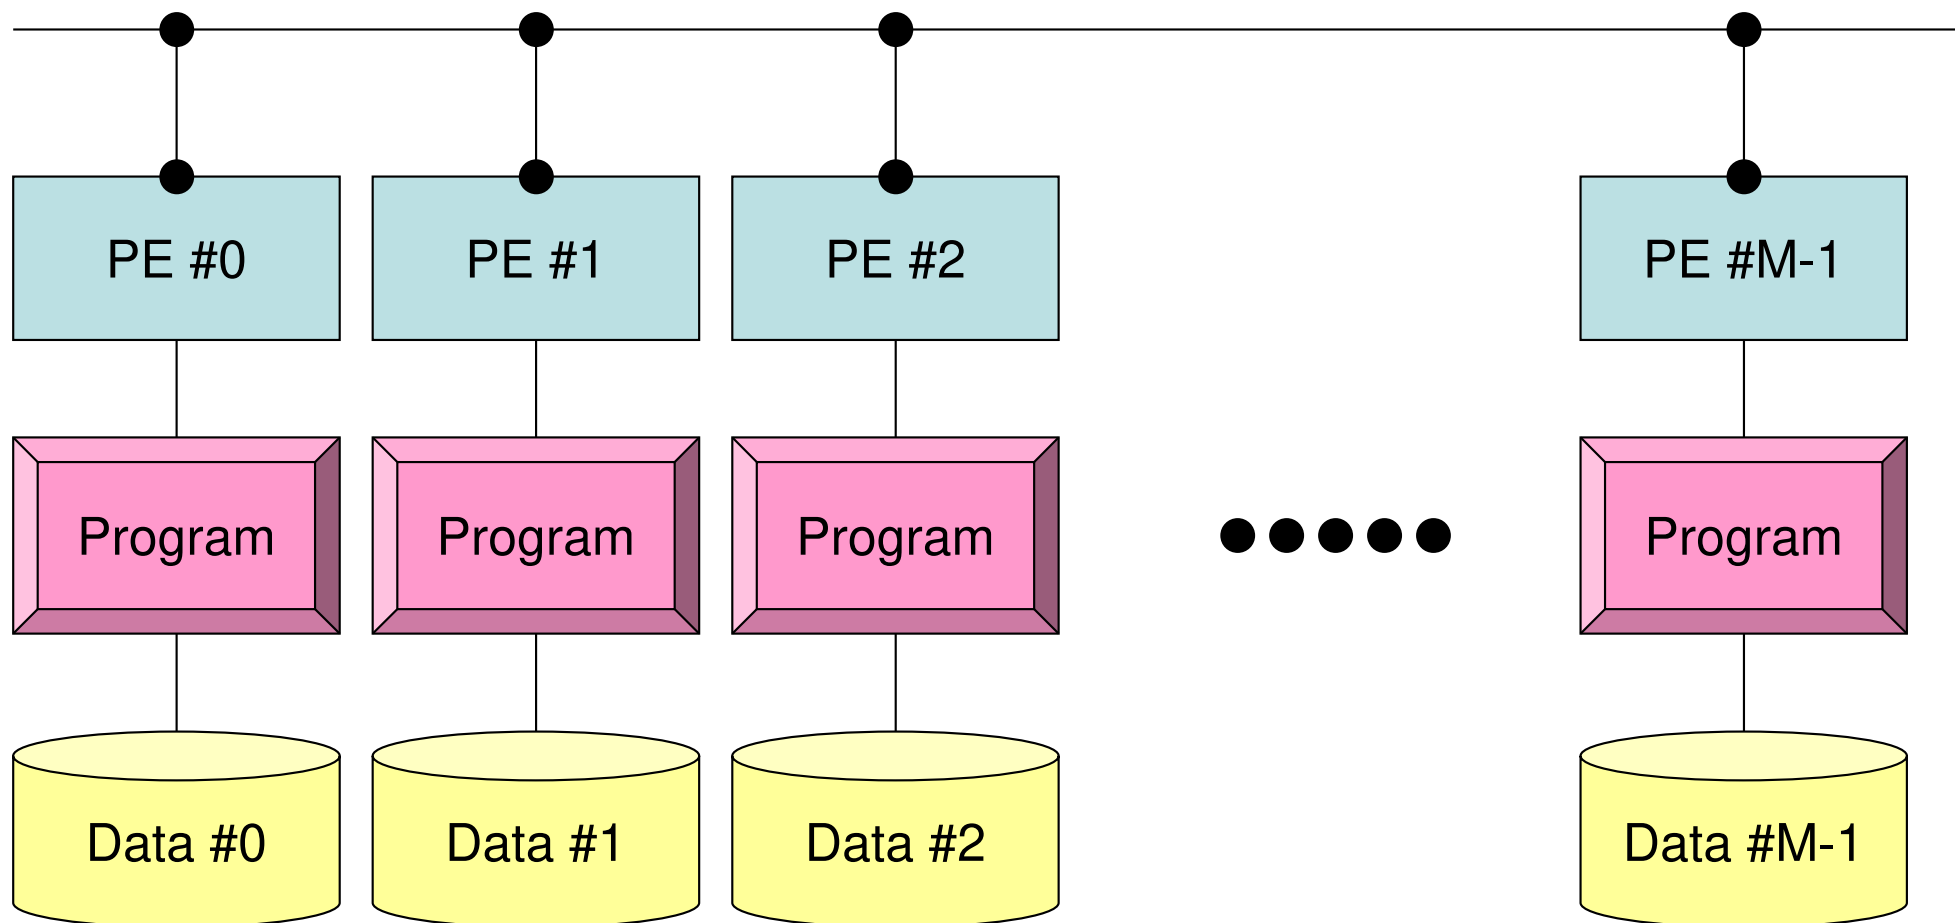 PE #0
PE #1
PE #2
PE #M-1
Program
Program
Program
Program
Data #0
Data #1
Data #2
Data #M-1